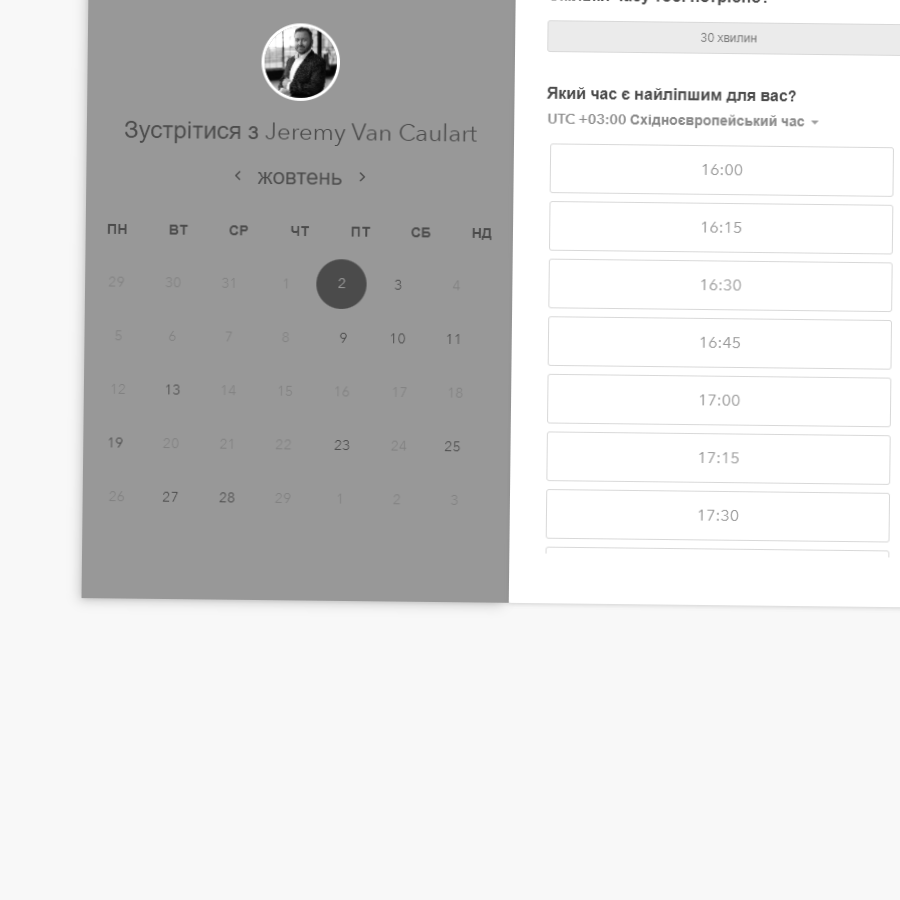 Зустрітися з Jeremy Van Caulart
жовтень
ПН ВТ СР ЧТ ПТ СБ НД
29 30 31 1 2 3 4
5 6 7 8 9 10 11
12 13 14 15 16 17 18
19 20 21 22 23 24 25
26 27 28 29 1 2 3
30 хвилин
Який час є найліпшим для вас?
UTC +03:00 Східноєвропейський час
16:00
16:15
16:30
16:45
17:00
17:15
17:30